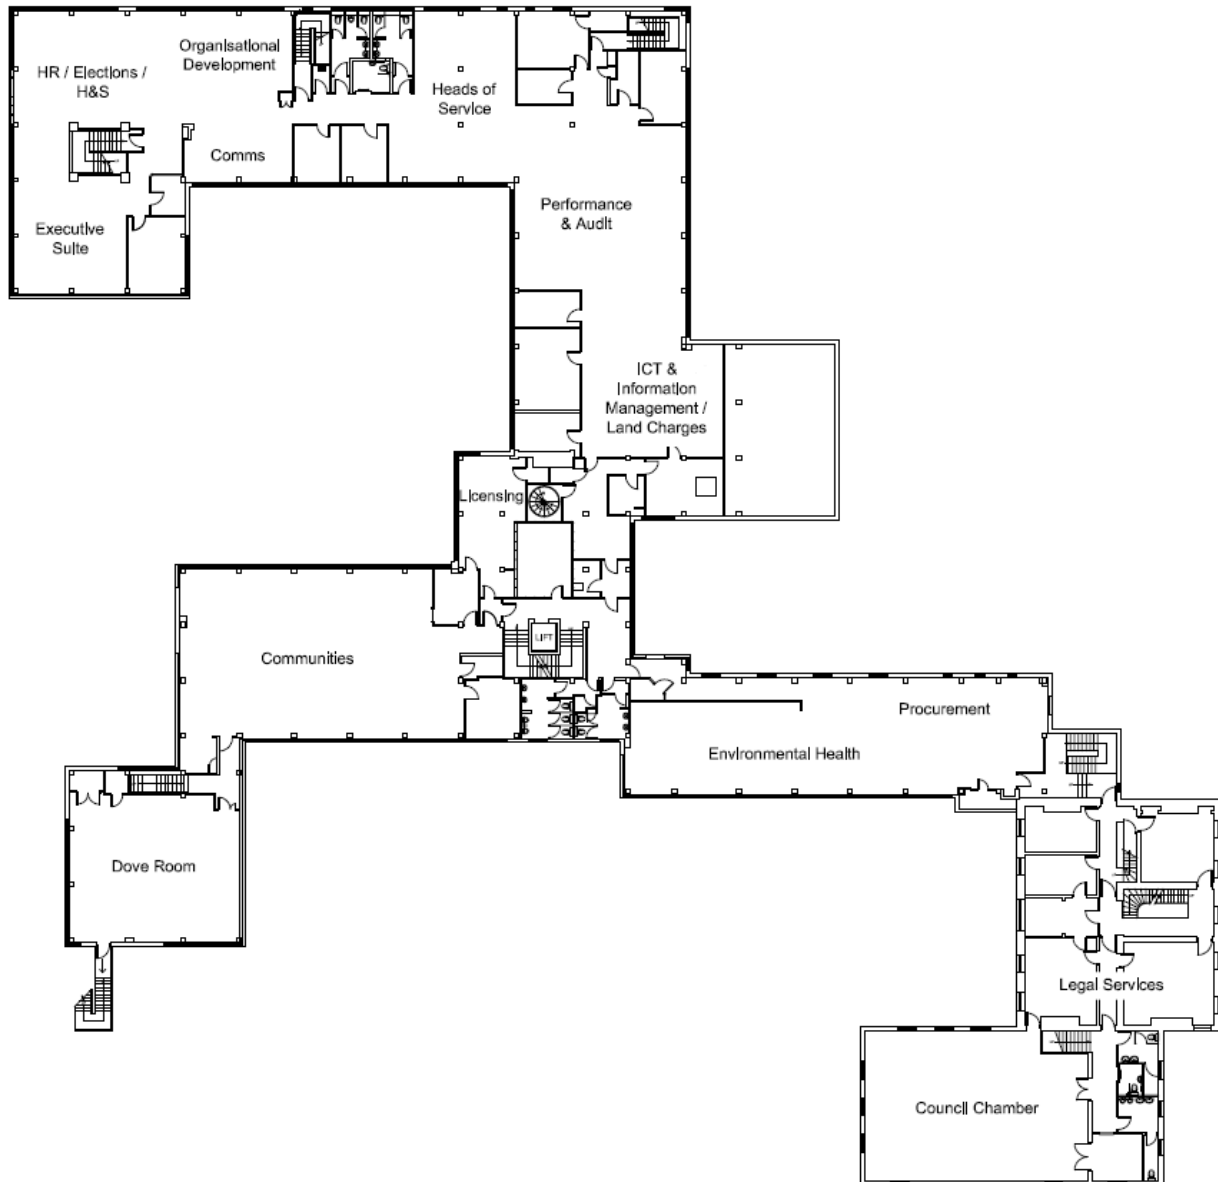 Organisational
Development
HR / Elections /
H&S
Heads of
Service
Comms
Performance
& Audit
Executive
Suite
ICT &
Information
Management /
Land Charges
Licensing
LIFT
Communities
Procurement
Environmental Health
Dove Room
Legal Services
Council Chamber